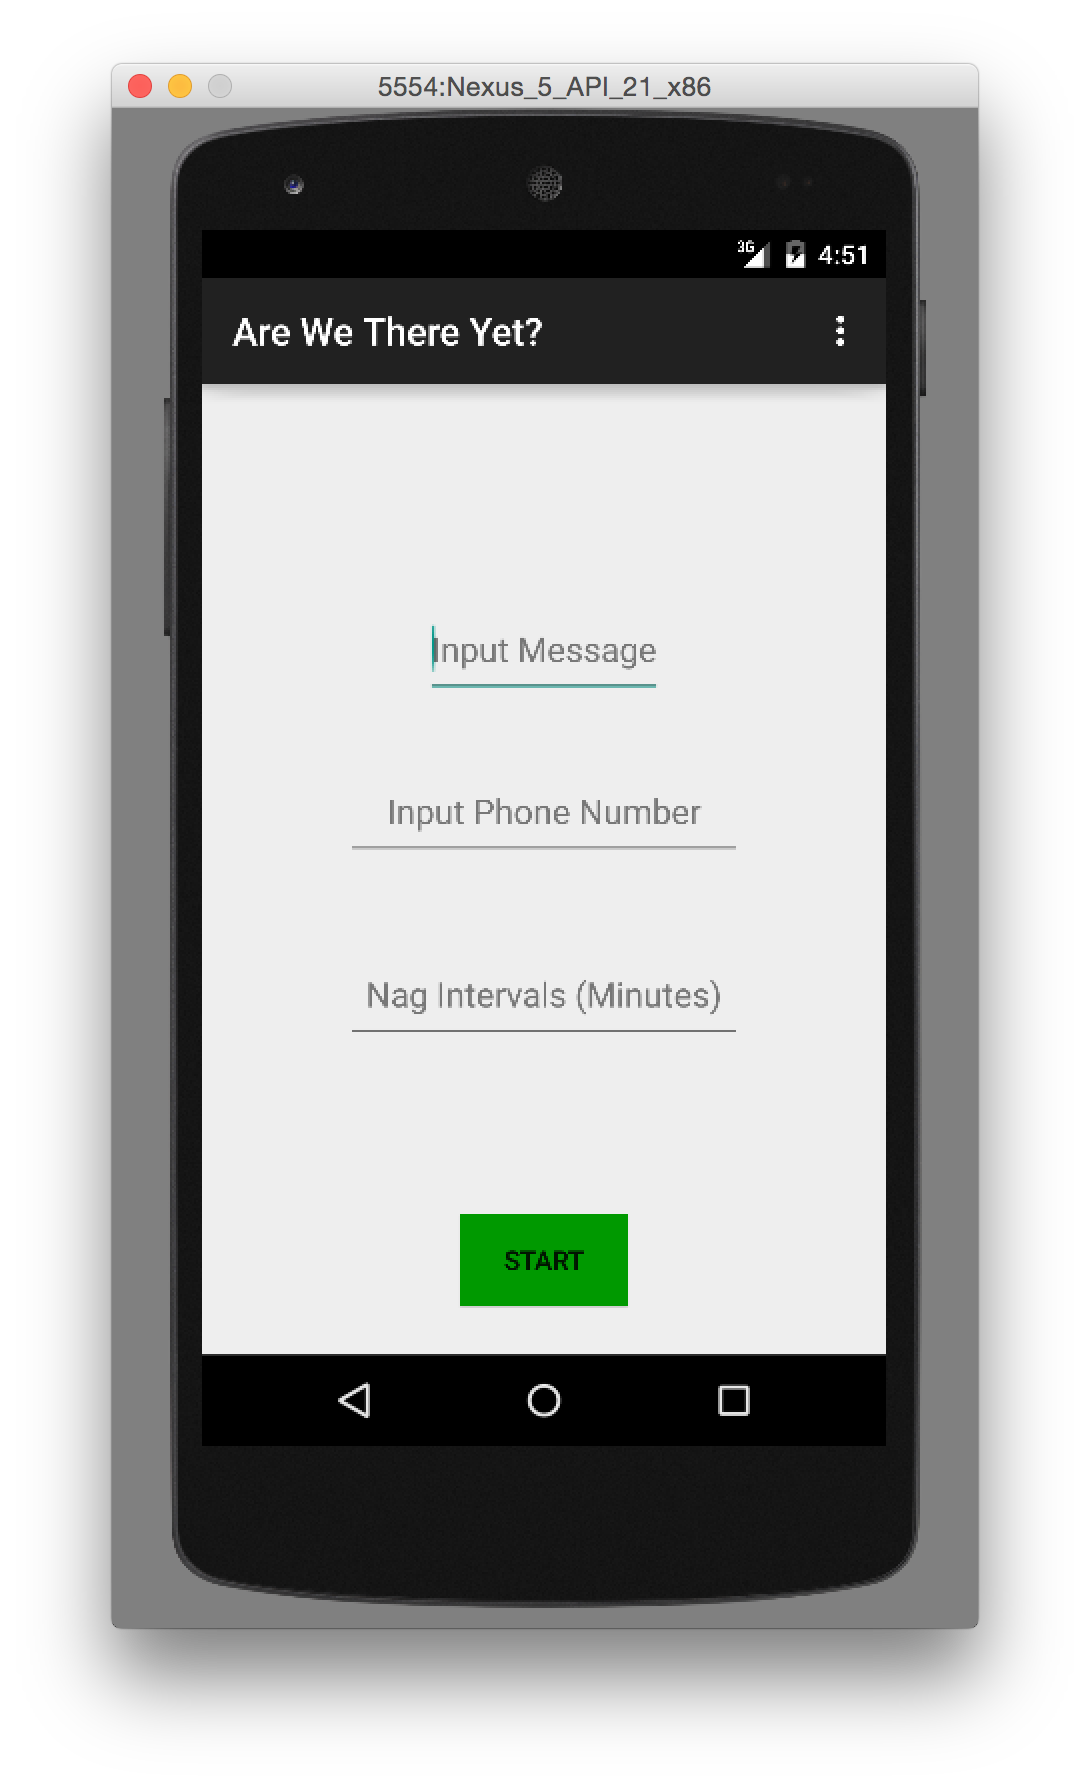 5554:Nexus_5_API_21_x86
3G 4:51
Are We There Yet?
Input Message
Input Phone Number
Nag Intervals (Minutes)
START